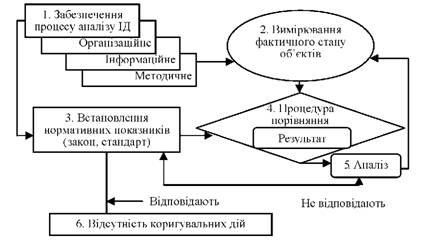 1. Забезпечення
процесу аналізу ІД
Організаційне
Інформаційне
Методичне
2. Вимірювання
фактичного стану
об'єктів
3. Встановлення
нормативних показників
(закон, стандарт)
4. Процедура
порівняння
Результат
5. Аналіз
Відповідають
Не відповідають
6. Відсутність коригувальних дій